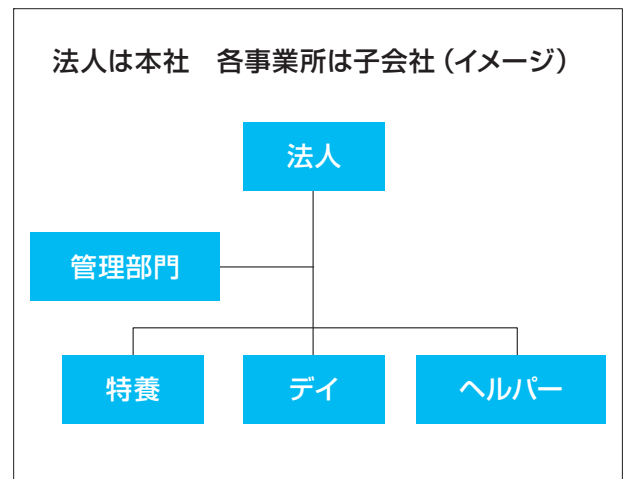 法人は本社　各事業所は子会社（イメージ）
法人
管理部門
特養
デイ
ヘルパー